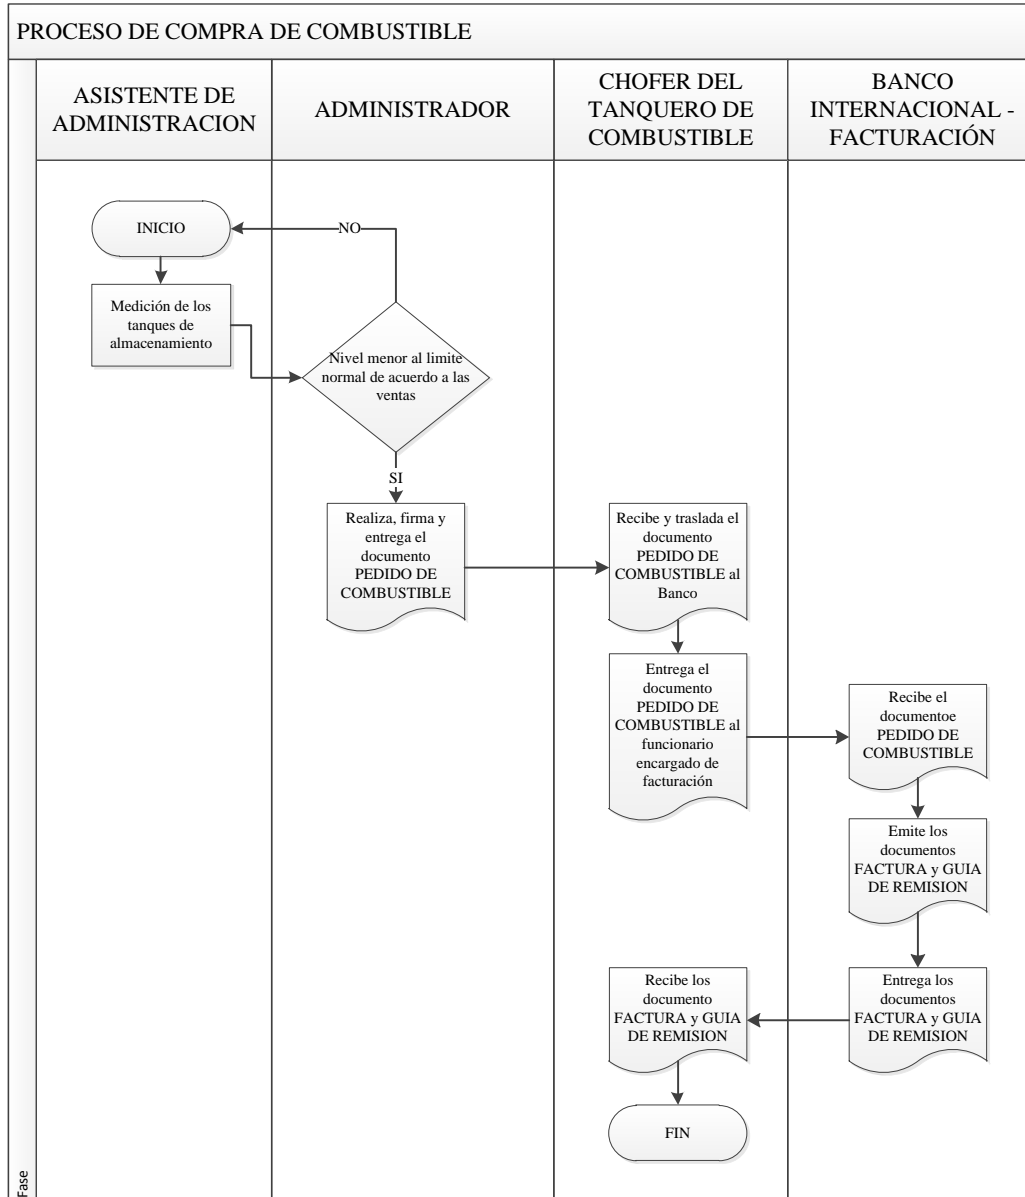 PROCESO DE COMPRA DE COMBUSTIBLE
ASISTENTE DE
ADMINISTRACION
ADMINISTRADOR
CHOFER DEL
TANQUERO DE
COMBUSTIBLE
BANCO
INTERNACIONAL -
FACTURACIÓN
INICIO
NO
Medición de los
tanques de
almacenamiento
Nivel menor al limite
normal de acuerdo a las
ventas
SI
Realiza, firma y
entrega el
documento
PEDIDO DE
COMBUSTIBLE
Recibe y traslada el
documento
PEDIDO DE
COMBUSTIBLE al
Banco
Entrega el
documento
PEDIDO DE
COMBUSTIBLE al
funcionario
encargado de
facturación
Recibe el
documentoe
PEDIDO DE
COMBUSTIBLE
Emite los
documentos
FACTURA y GUIA
DE REMISION
Entrega los
documentos
FACTURA y GUIA
DE REMISION
Recibe los
documento
FACTURA y GUIA
DE REMISION
FIN
Fase